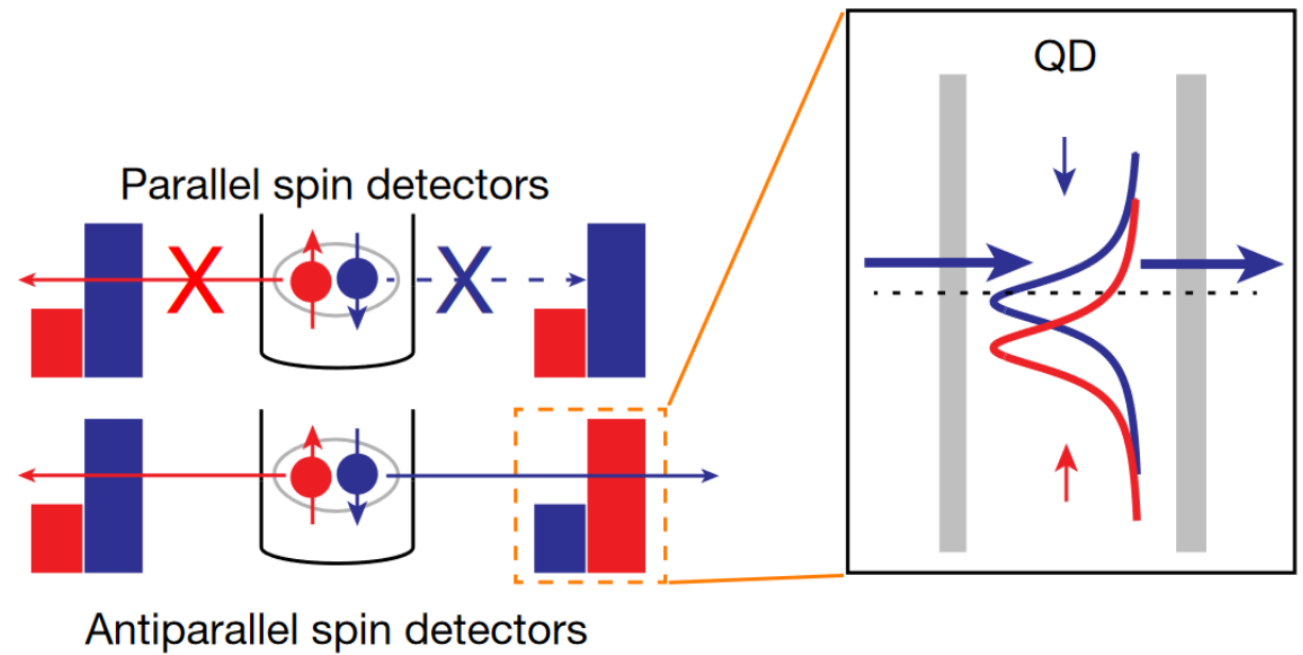 QD
Parallel spin detectors
X
X
Antiparallel spin detectors